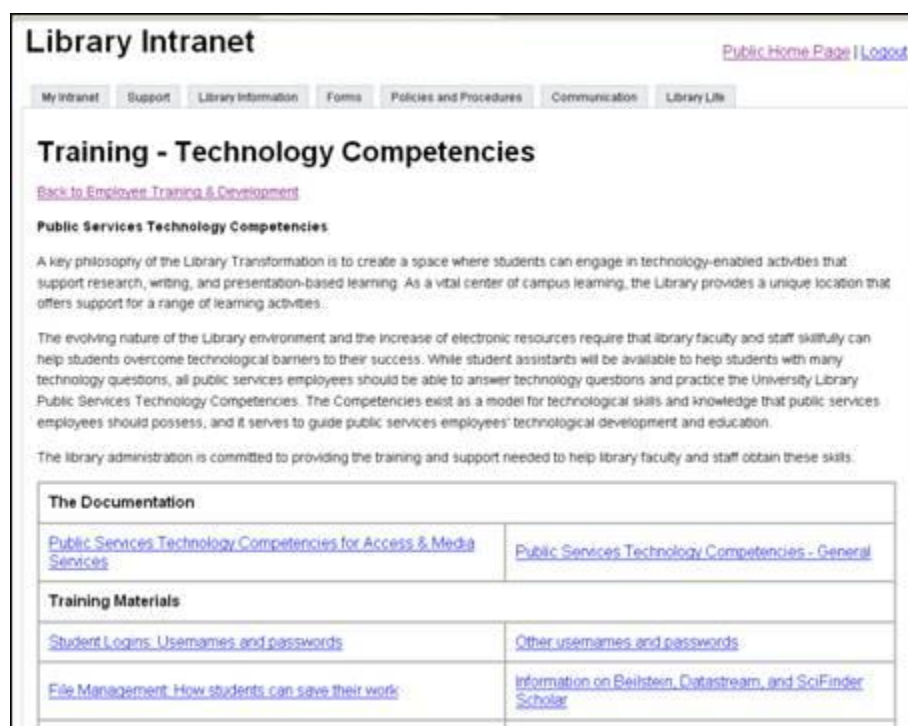 Library Intranet
Public Home Page | Logout
My Intranet Support Library Information Forms Policies and Procedures Communication Library Life
Training - Technology Competencies
Back to Employee Training & Development
Public Services Technology Competencies
A key philosophy of the Library Transformation is to create a space where students can engage in technology-enabled activities that
support research, writing, and presentation-based learning. As a vital center of campus learning, the Library provides a unique location that
offers support for a range of learning activities.
The evolving nature of the Library environment and the increase of electronic resources require that library faculty and staff skillfully can
help students overcome technological barriers to their success. While student assistants will be available to help students with many
technology questions, all public services employees should be able to answer technology questions and practice the University Library
Public Services Technology Competencies. The Competencies exist as a model for technological skills and knowledge that public services
employees should possess, and it serves to guide public services employees' technological development and education.
The library administration is committed to providing the training and support needed to help library faculty and staff obtain these skills.
The Documentation
Public Services Technology Competencies for Access & Media
Services
Public Services Technology Competencies - General
Training Materials
Student Logins: Usernames and passwords
Other usernames and passwords
File Management: How students can save their work
Information on Beilstein, Datastream, and SciFinder
Scholar